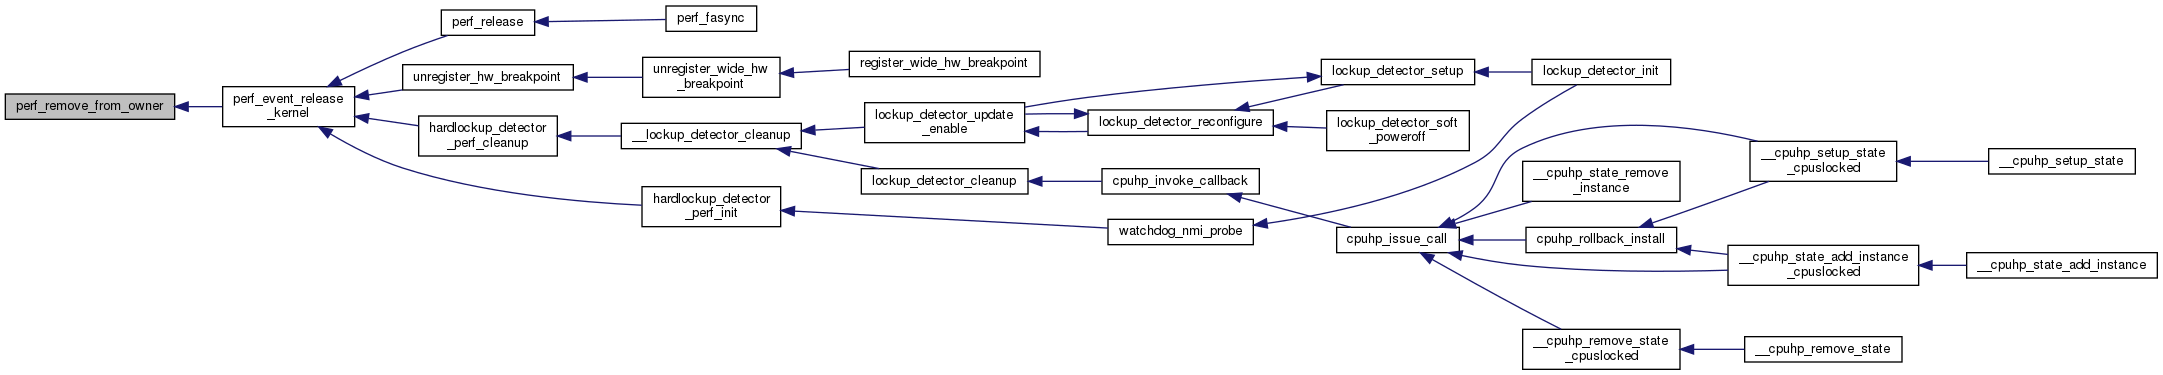 perf_remove_from_owner
perf_event_release
_kernel
perf_release
perf_fasync
unregister_hw_breakpoint
unregister_wide_hw
_breakpoint
register_wide_hw_breakpoint
hardlockup_detector
_perf_cleanup
__lockup_detector_cleanup
lockup_detector_update
_enable
lockup_detector_reconfigure
lockup_detector_setup
lockup_detector_init
lockup_detector_soft
_poweroff
lockup_detector_cleanup
cpuhp_invoke_callback
hardlockup_detector
_perf_init
watchdog_nmi_probe
cpuhp_issue_call
__cpuhp_setup_state
_cpuslocked
__cpuhp_setup_state
__cpuhp_state_remove
_instance
cpuhp_rollback_install
__cpuhp_state_add_instance
_cpuslocked
__cpuhp_state_add_instance
__cpuhp_remove_state
_cpuslocked
__cpuhp_remove_state